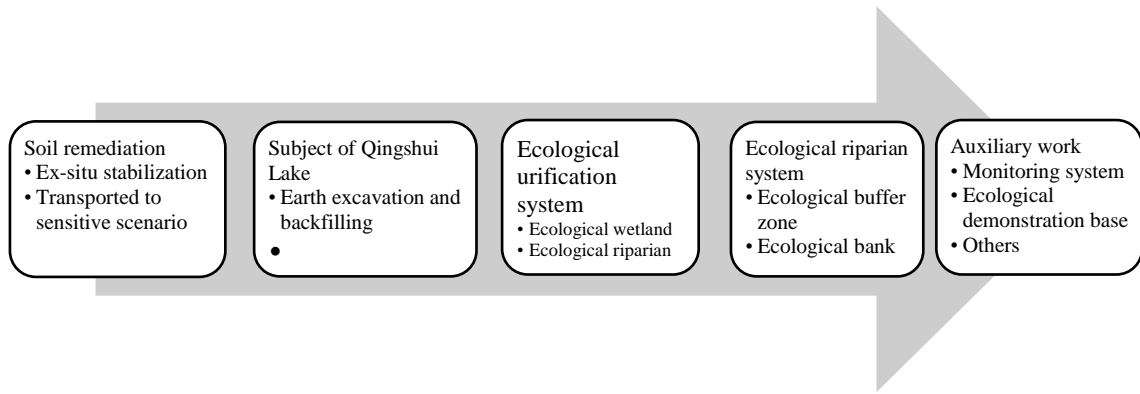 Soil remediation
• Ex-situ stabilization
• Transported to
sensitive scenario
Subject of Qingshui
Lake
• Earth excavation and
backfilling
•
Ecological
urification
system
• Ecological wetland
• Ecological riparian
Ecological riparian
system
• Ecological buffer
zone
• Ecological bank
Auxiliary work
• Monitoring system
• Ecological
demonstration base
• Others